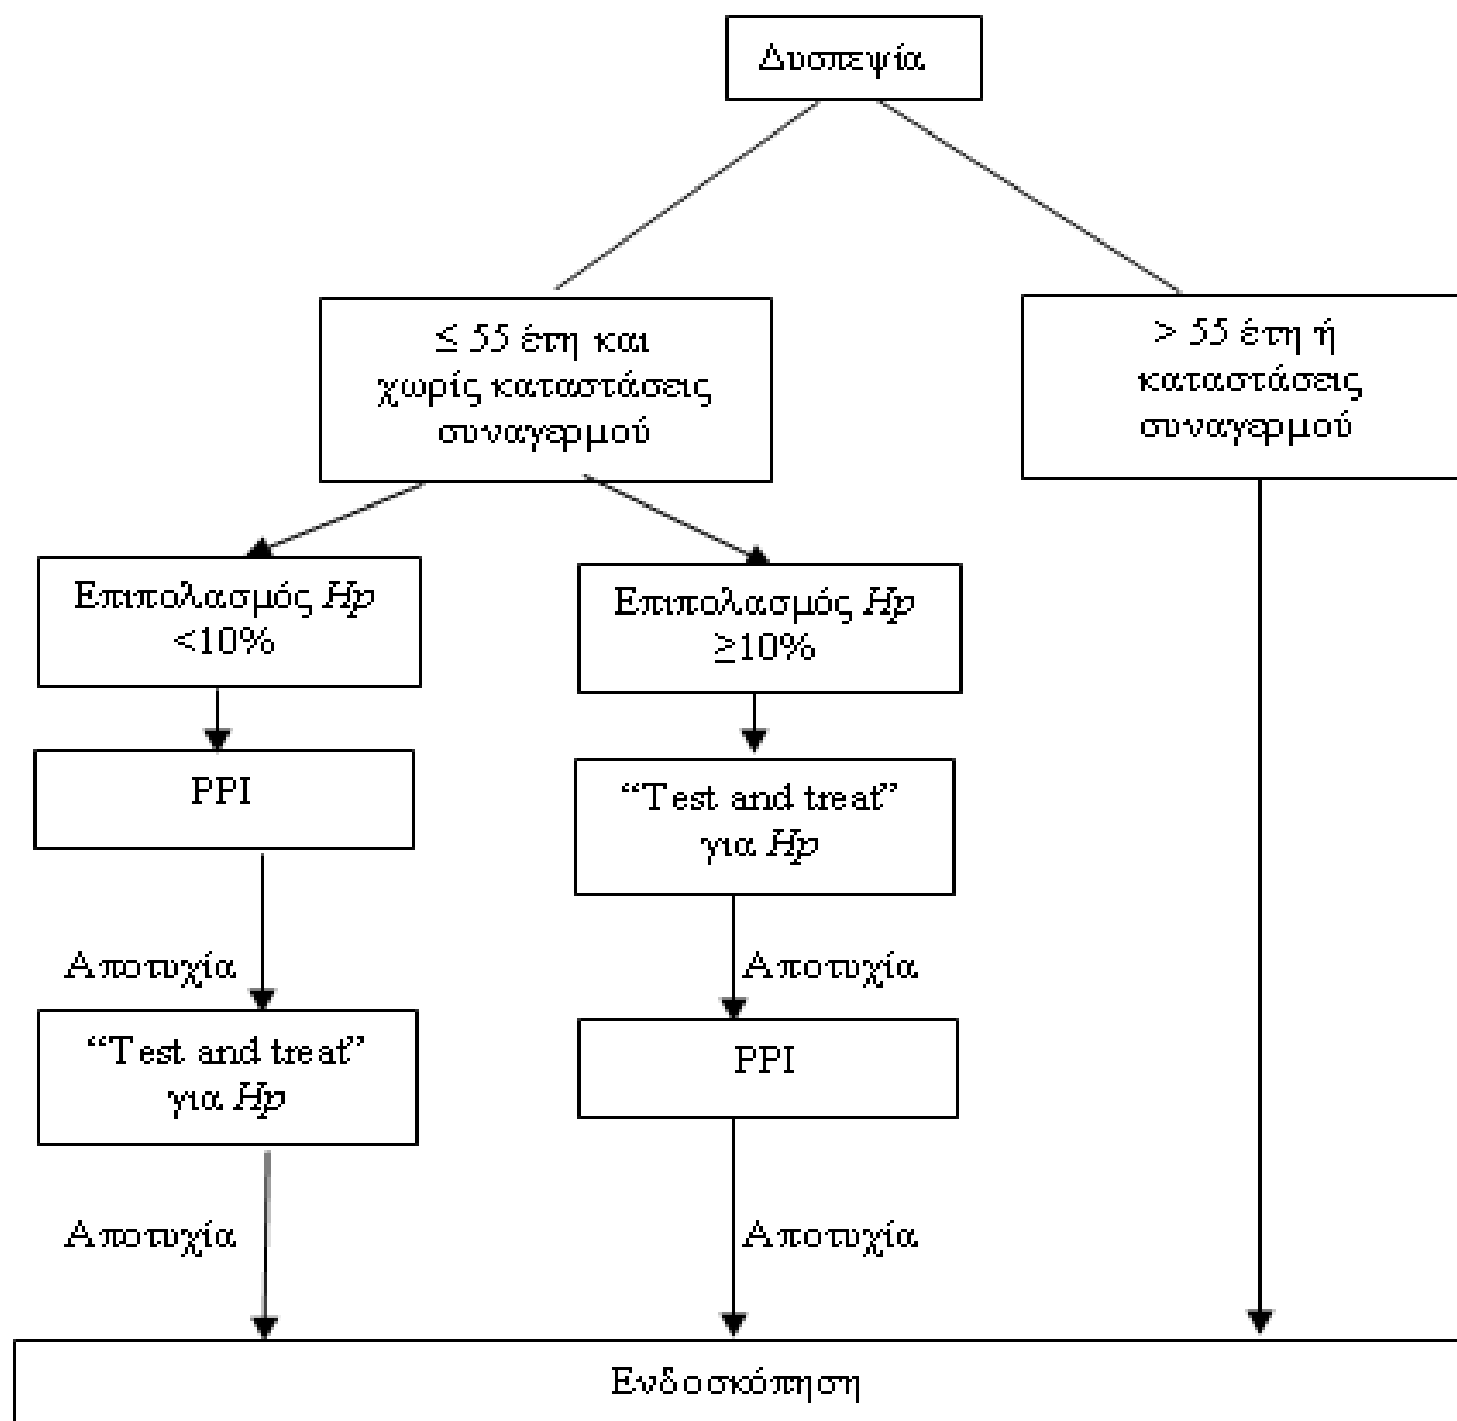 Δυσπεψία
≤ 55 έτη και
χωρίς καταστάσεις
συναγερμού
> 55 έτη ή
καταστάσεις
συναγερμού
Επιπολασμός Hp
<10%
Επιπολασμός Hp
≥10%
PPI
“Test and treat”
για Hp
Αποτυχία
Αποτυχία
“Test and treat”
για Hp
PPI
Αποτυχία
Αποτυχία
Ενδοσκόπηση